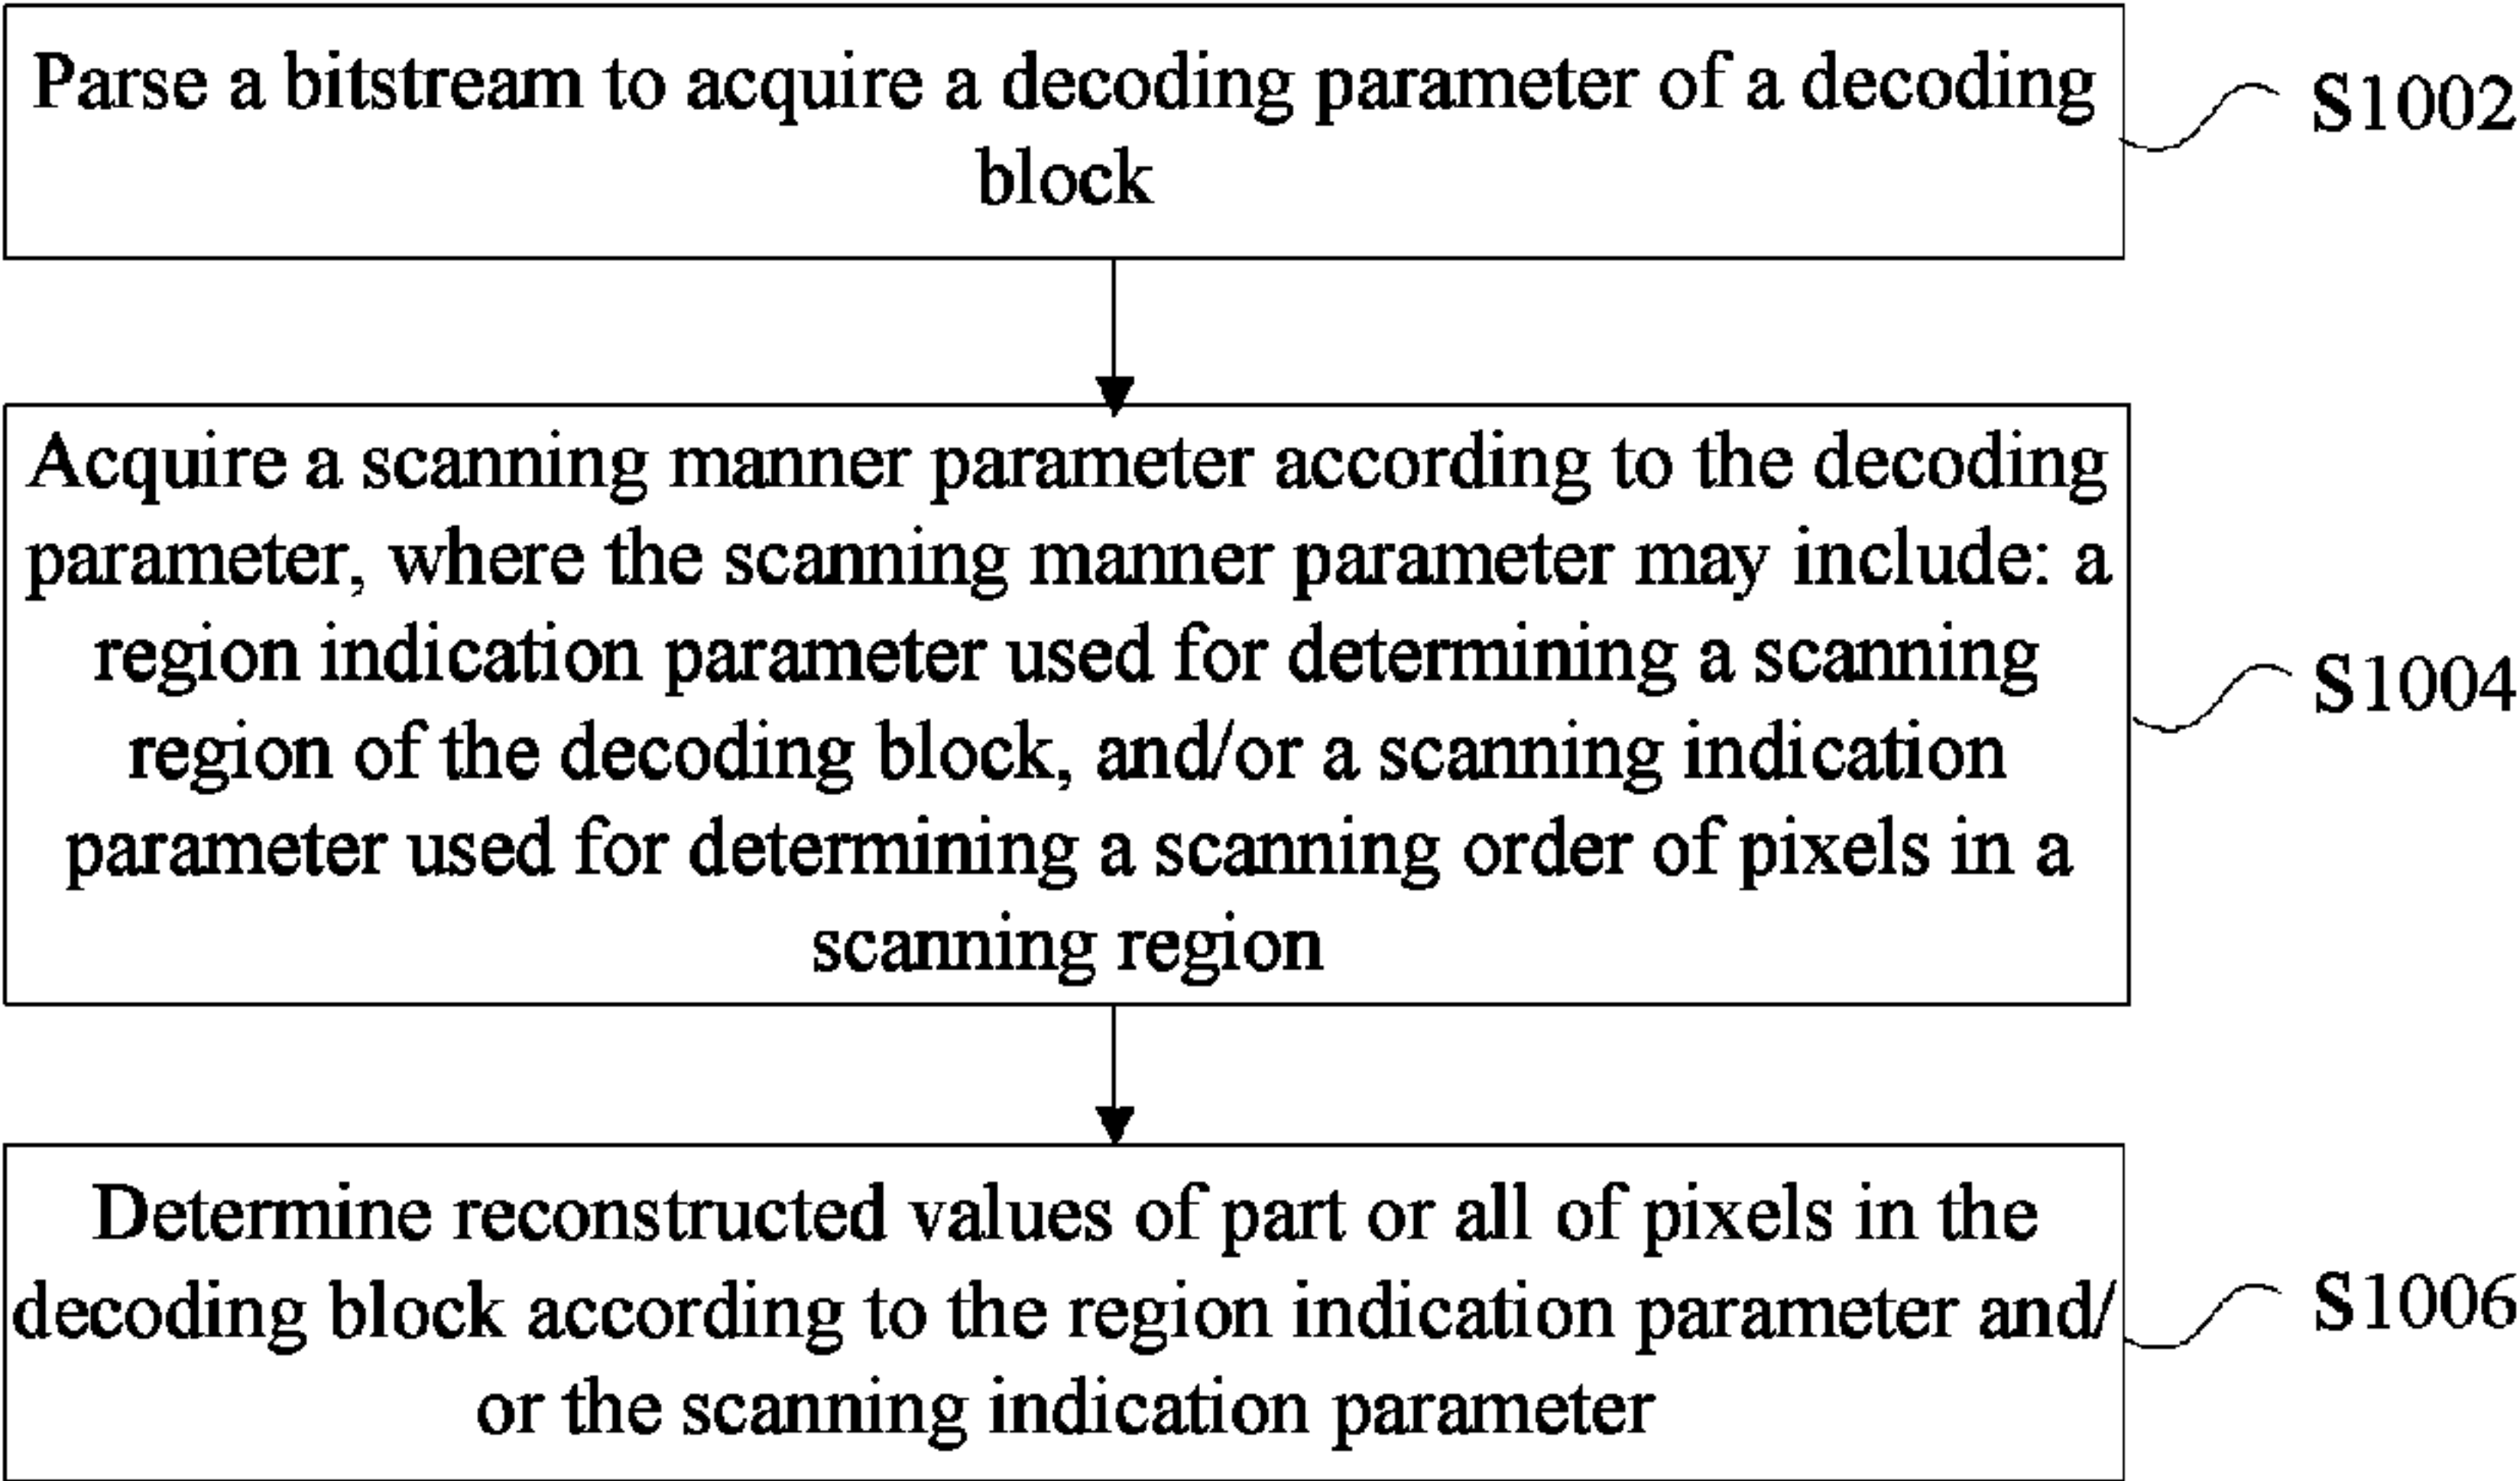 Parse a bitstream to acquire a decoding parameter of a decoding
block
S1002
Acquire a scanning manner parameter according to the decoding
parameter, where the scanning manner parameter may include: a
region indication parameter used for determining a scanning
region of the decoding block, and/or a scanning indication
parameter used for determining a scanning order of pixels in a
scanning region
S1004
Determine reconstructed values of part or all of pixels in the
decoding block according to the region indication parameter and/
or the scanning indication parameter
S1006